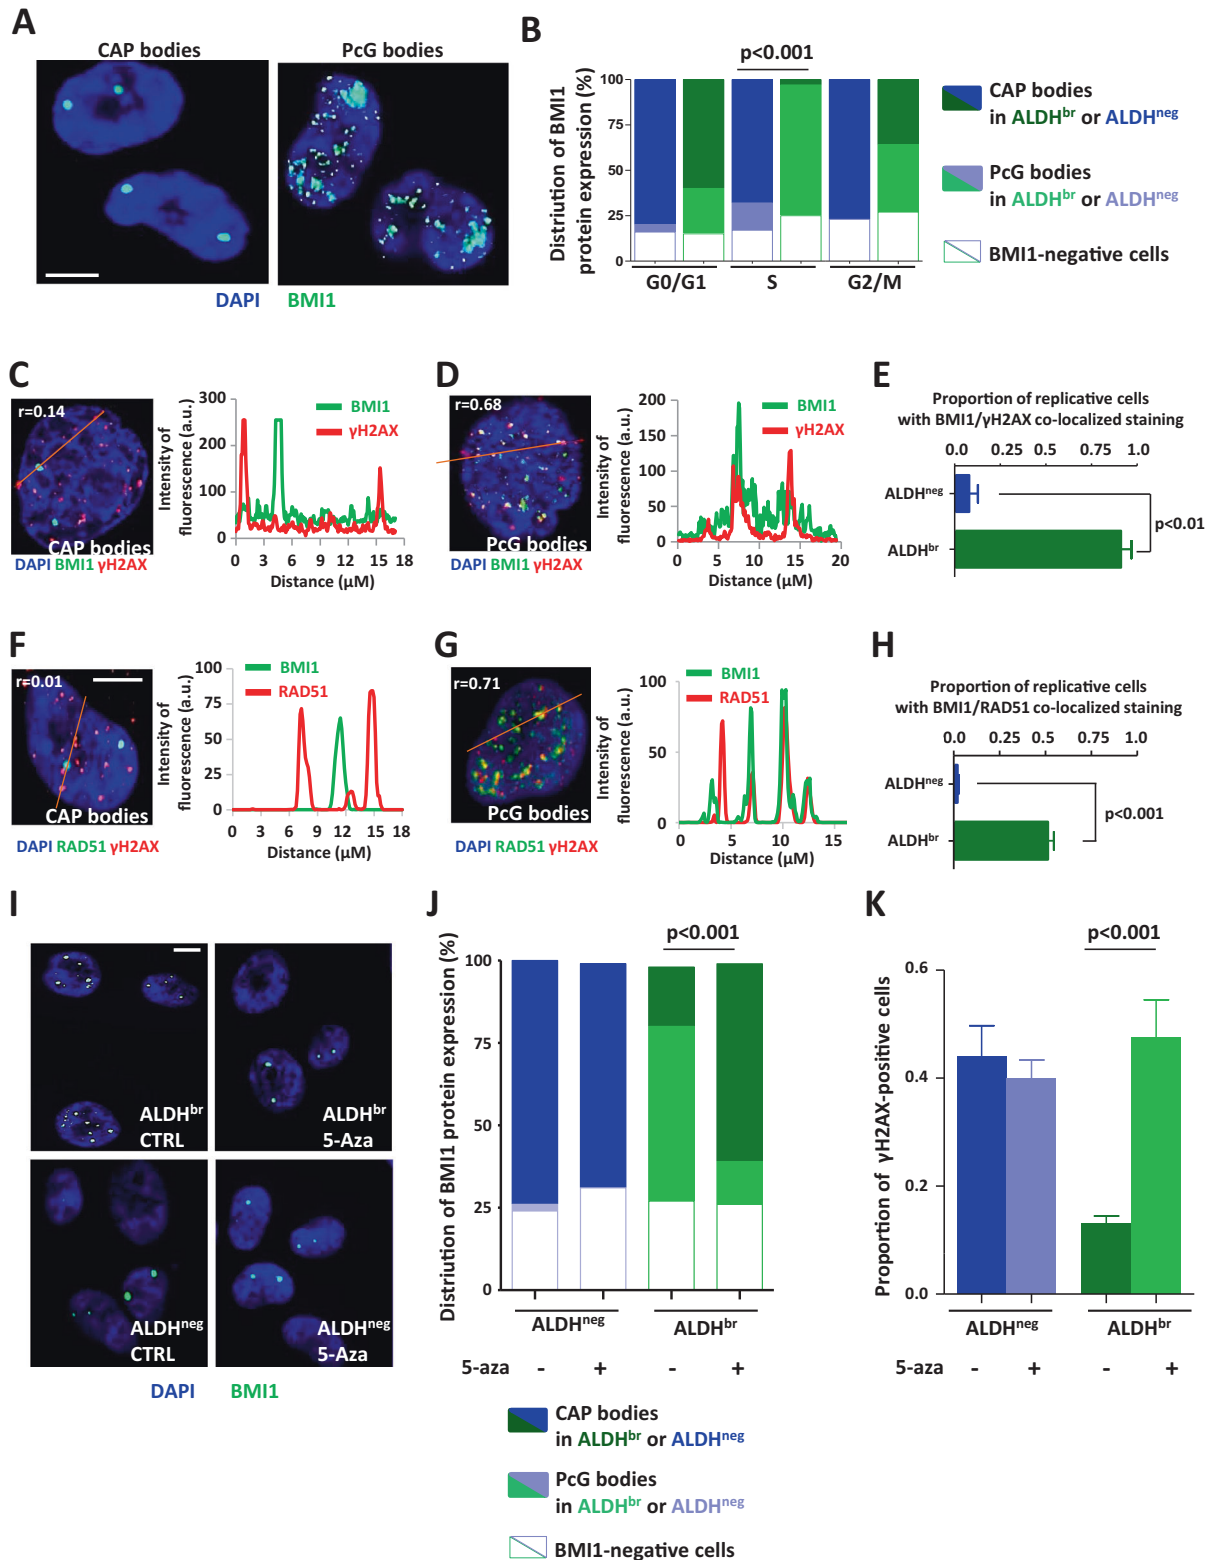 A
CAP bodies
PcG bodies
DAPI BMI1
B
p<0.001
Distriution of BMI1
protein expression (%)
100
75
50
25
0
G0/G1
S
G2/M
CAP bodies
in ALDHbr or ALDHneg
PcG bodies
in ALDHbr or ALDHneg
BMI1-negative cells
C
r=0.14
CAP bodies
DAPI BMI1 γH2AX
Intensity of
fluorescence (a.u.)
300
200
100
0
BMI1
γH2AX
0 3 6 9 12 15 18
Distance (μM)
D
r=0.68
PcG bodies
DAPI BMI1 γH2AX
Intensity of
fluorescence (a.u.)
200
150
100
50
0
BMI1
γH2AX
0 5 10 15 20
Distance (μM)
E
Proportion of replicative cells
with BMI1/γH2AX co-localized staining
0.0 0.25 0.5 0.75 1.0
ALDHneg
ALDHbr
p<0.01
F
r=0.01
CAP bodies
DAPI RAD51 γH2AX
Intensity of
fluorescence (a.u.)
100
75
50
25
0
BMI1
RAD51
0 3 6 9 12 15 18
Distance (μM)
G
r=0.71
PcG bodies
DAPI RAD51 γH2AX
Intensity of
fluorescence (a.u.)
100
50
0
BMI1
RAD51
0 5 10 15
Distance (μM)
H
Proportion of replicative cells
with BMI1/RAD51 co-localized staining
0.0 0.25 0.5 0.75 1.0
ALDHneg
ALDHbr
p<0.001
I
ALDHbr
CTRL
ALDHbr
5-Aza
ALDHneg
CTRL
ALDHneg
5-Aza
DAPI BMI1
J
p<0.001
Distriution of BMI1 protein expression (%)
100
75
50
25
0
ALDHneg
ALDHbr
5-aza - + - +
CAP bodies
in ALDHbr or ALDHneg
PcG bodies
in ALDHbr or ALDHneg
BMI1-negative cells
K
p<0.001
Proportion of γH2AX-positive cells
0.6
0.4
0.2
0.0
ALDHneg
ALDHbr
5-aza - + - +